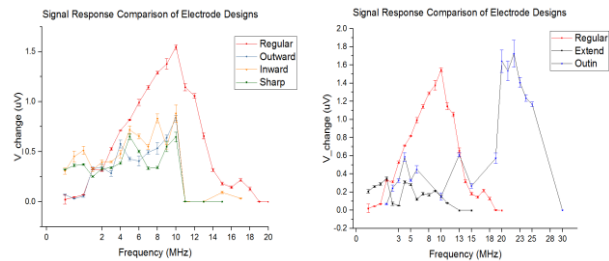 Signal Response Comparison of Electrode Designs
Regular
Outward
Inward
Sharp
V_change (uV)
1.5
1.0
0.5
0.0
0 2 4 6 8 10 12 14 16 18 20
Frequency (MHz)
Signal Response Comparison of Electrode Designs
Regular
Extend
Outin
V_change (uV)
2.0
1.8
1.6
1.4
1.2
1.0
0.8
0.6
0.4
0.2
0.0
-0.2
0 3 5 8 10 13 15 18 20 23 25 28 30
Frequency (MHz)